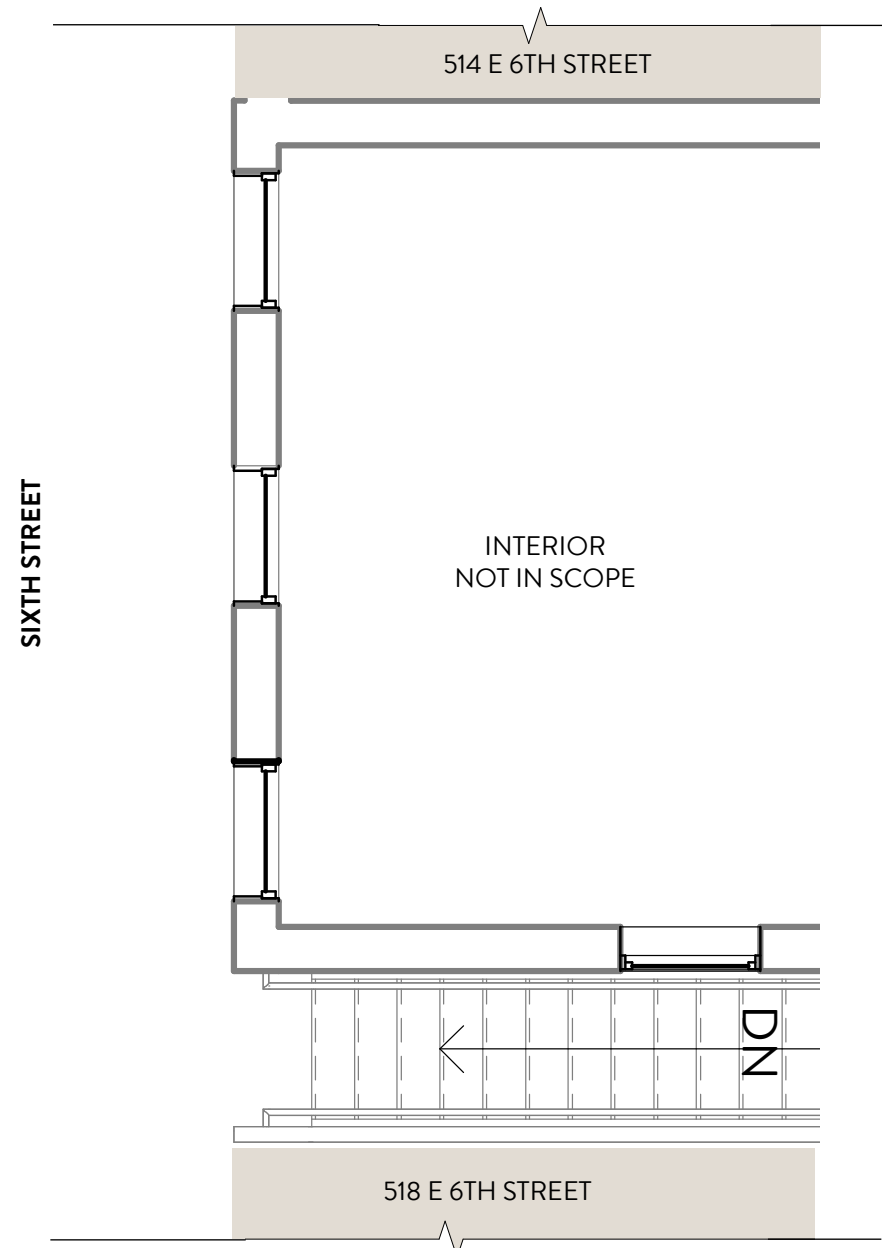 514 E 6TH STREET
SIXTH STREET
INTERIOR
NOT IN SCOPE
DN
518 E 6TH STREET